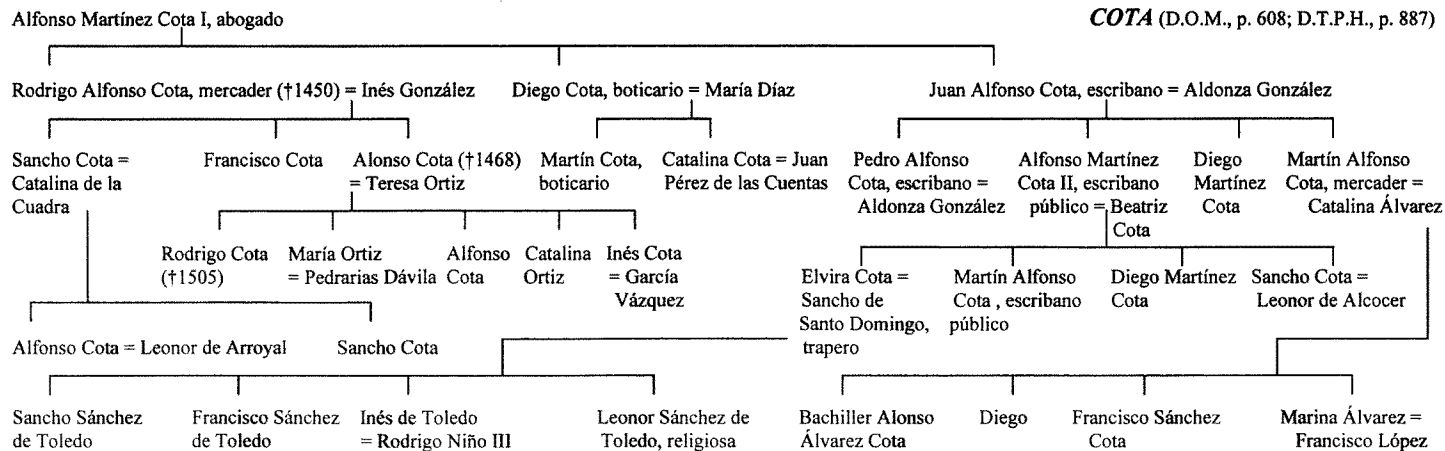 Alfonso Martínez Cota I, abogado
COTA (D.O.M., p. 608; D.T.P.H., p. 887)
Rodrigo Alfonso Cota, mercader (†1450) = Inés González
Diego Cota, boticario = María Díaz
Juan Alfonso Cota, escribano = Aldonza González
Sancho Cota =
Catalina de la
Cuadra
Francisco Cota
Alonso Cota (†1468)
= Teresa Ortiz
Martín Cota,
boticario
Catalina Cota = Juan
Pérez de las Cuentas
Pedro Alfonso
Cota, escribano =
Aldonza González
Alfonso Martínez
Cota II, escribano
público = Beatriz
Cota
Diego
Martínez
Cota
Martín Alfonso
Cota, mercader =
Catalina Álvarez
Rodrigo Cota
(†1505)
María Ortiz
= Pedrarias Dávila
Alfonso
Cota
Catalina
Ortiz
Inés Cota
= García
Vázquez
Elvira Cota =
Sancho de
Santo Domingo,
trapero
Martín Alfonso
Cota , escribano
público
Diego Martínez
Cota
Sancho Cota =
Leonor de Alcocer
Alfonso Cota = Leonor de Arroyal
Sancho Cota
Sancho Sánchez
de Toledo
Francisco Sánchez
de Toledo
Inés de Toledo
= Rodrigo Niño III
Leonor Sánchez de
Toledo, religiosa
Bachiller Alonso
Álvarez Cota
Diego
Francisco Sánchez
Cota
Marina Álvarez =
Francisco López